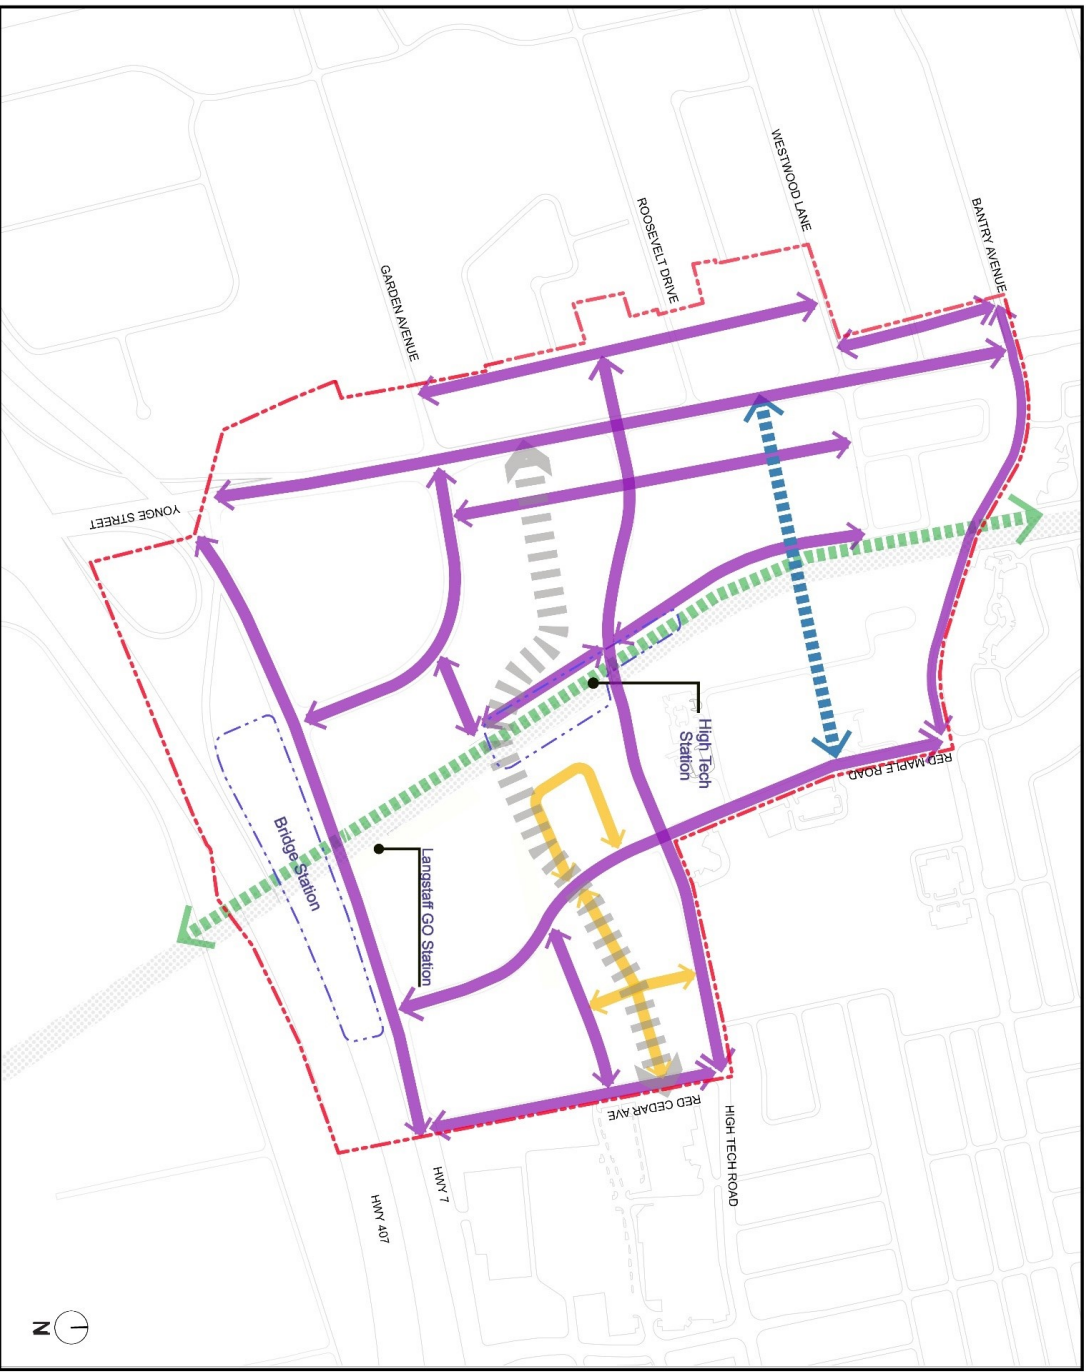 BANTRY AVENUE
WESTWOOD LANE
ROOSEVELT DRIVE
GARDEN AVENUE
YONGE STREET
High Tech
Station
RED MAPLE ROAD
Bridge Station
Langstaff GO Station
RED CEDAR AVE
HIGH TECH ROAD
HWY 7
HWY 407
N